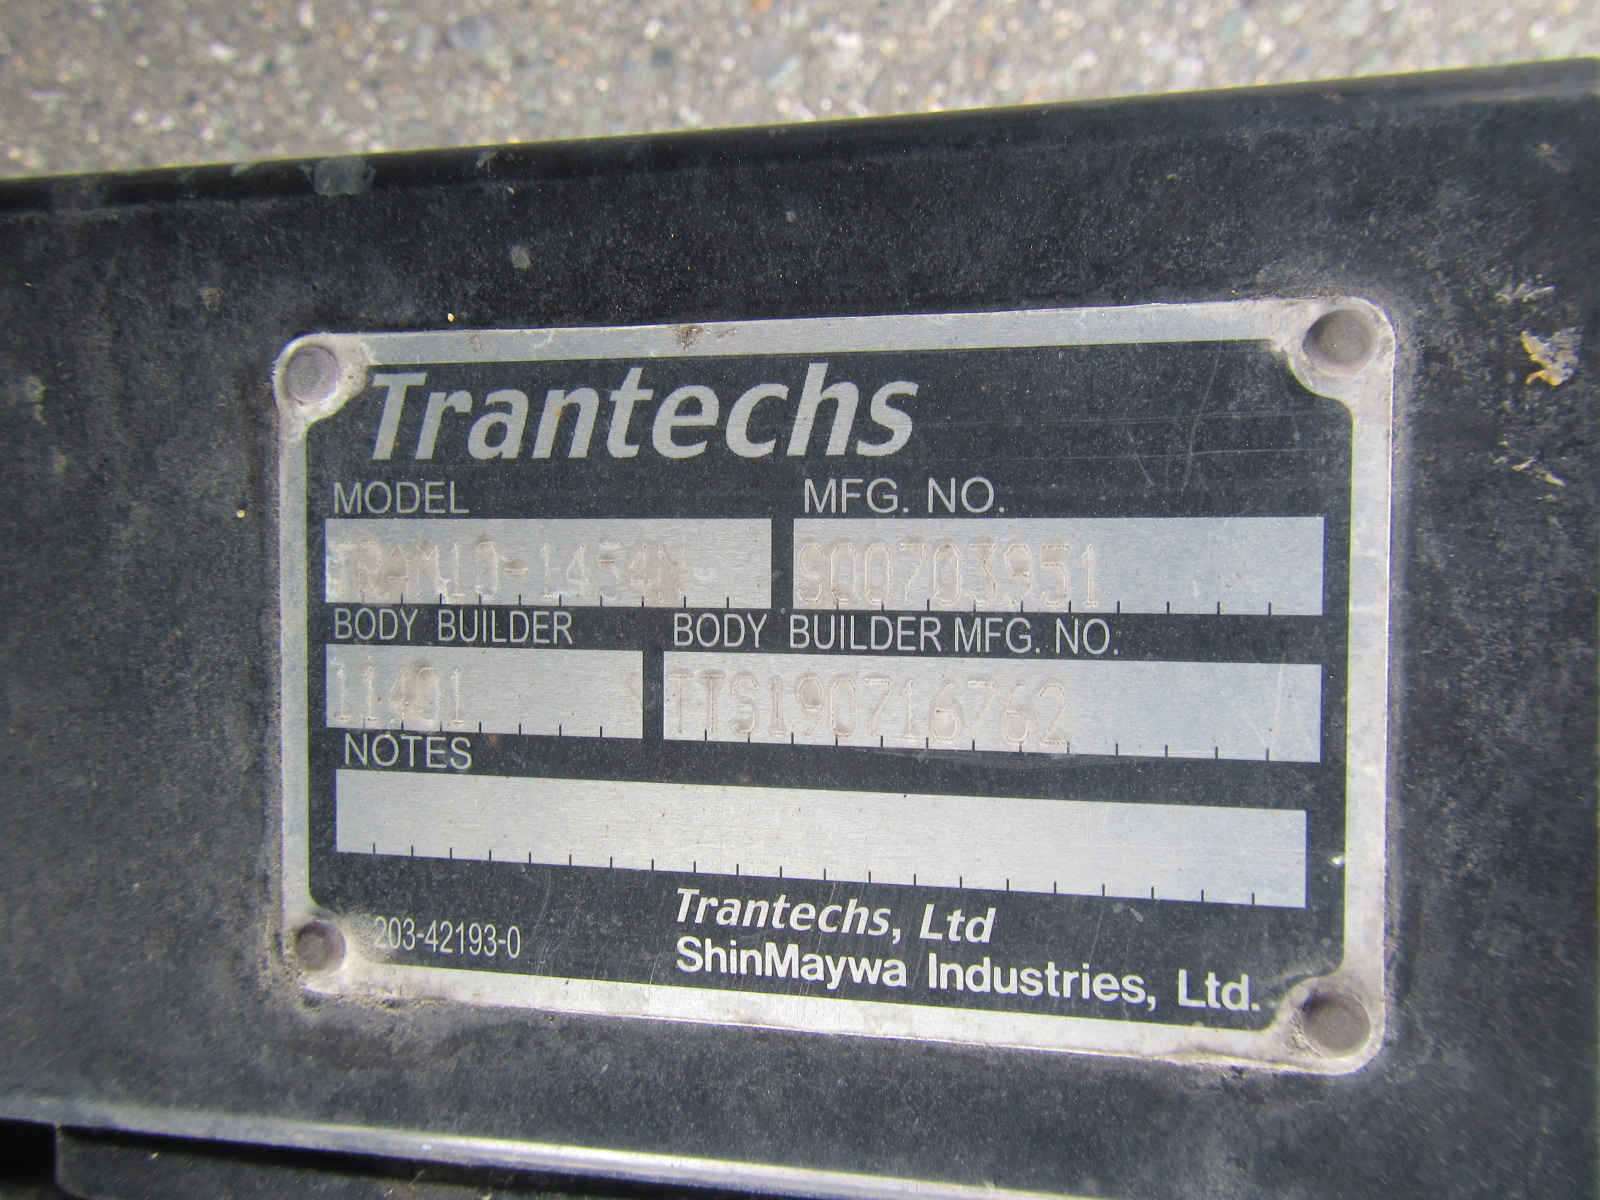 Trantechs
MODEL MFG. NO.
TRAM10-1454N S00703951
BODY BUILDER BODY BUILDER MFG. NO.
11401 TTS190716762
NOTES
Trantechs, Ltd
203-42193-0 ShinMaywa Industries, Ltd.